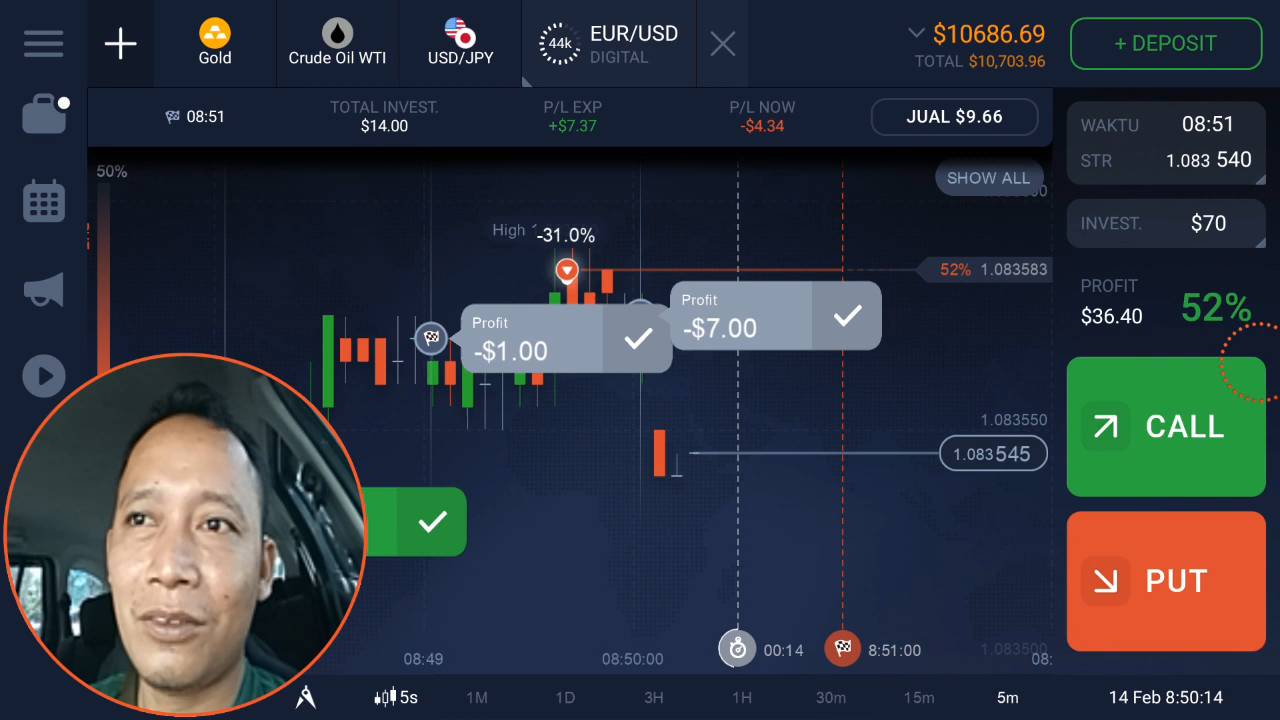 Gold
Crude Oil WTI
USD/JPY
44k
EUR/USD
DIGITAL
$10686.69
TOTAL $10,703.96
+ DEPOSIT
08:51
TOTAL INVEST.
$14.00
P/L EXP
+$7.37
P/L NOW
-$4.34
JUAL $9.66
WAKTU 08:51
STR 1.083 540
INVEST. $70
PROFIT
$36.40
52%
CALL
PUT
50%
SHOW ALL
High
-31.0%
52% 1.083583
Profit
-$1.00
Profit
-$7.00
1.083550
1.083545
00:14
8:51:00
1.083500
08:49
08:50:00
08:
5s
1M
1D
3H
1H
30m
15m
5m
14 Feb 8:50:14